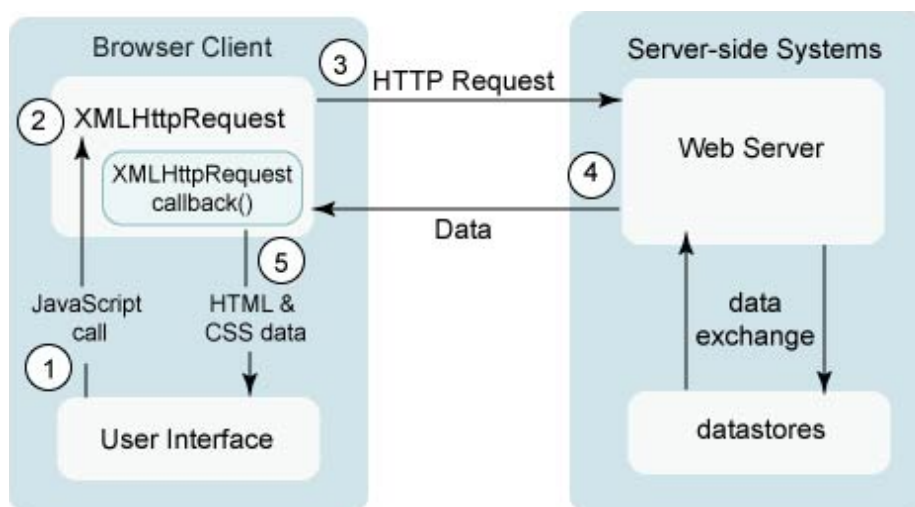 Browser Client
3
HTTP Request
2
XMLHttpRequest
XMLHttpRequest
callback()
5
JavaScript
call
HTML &
CSS data
1
User Interface
Server-side Systems
Web Server
4
Data
data
exchange
datastores